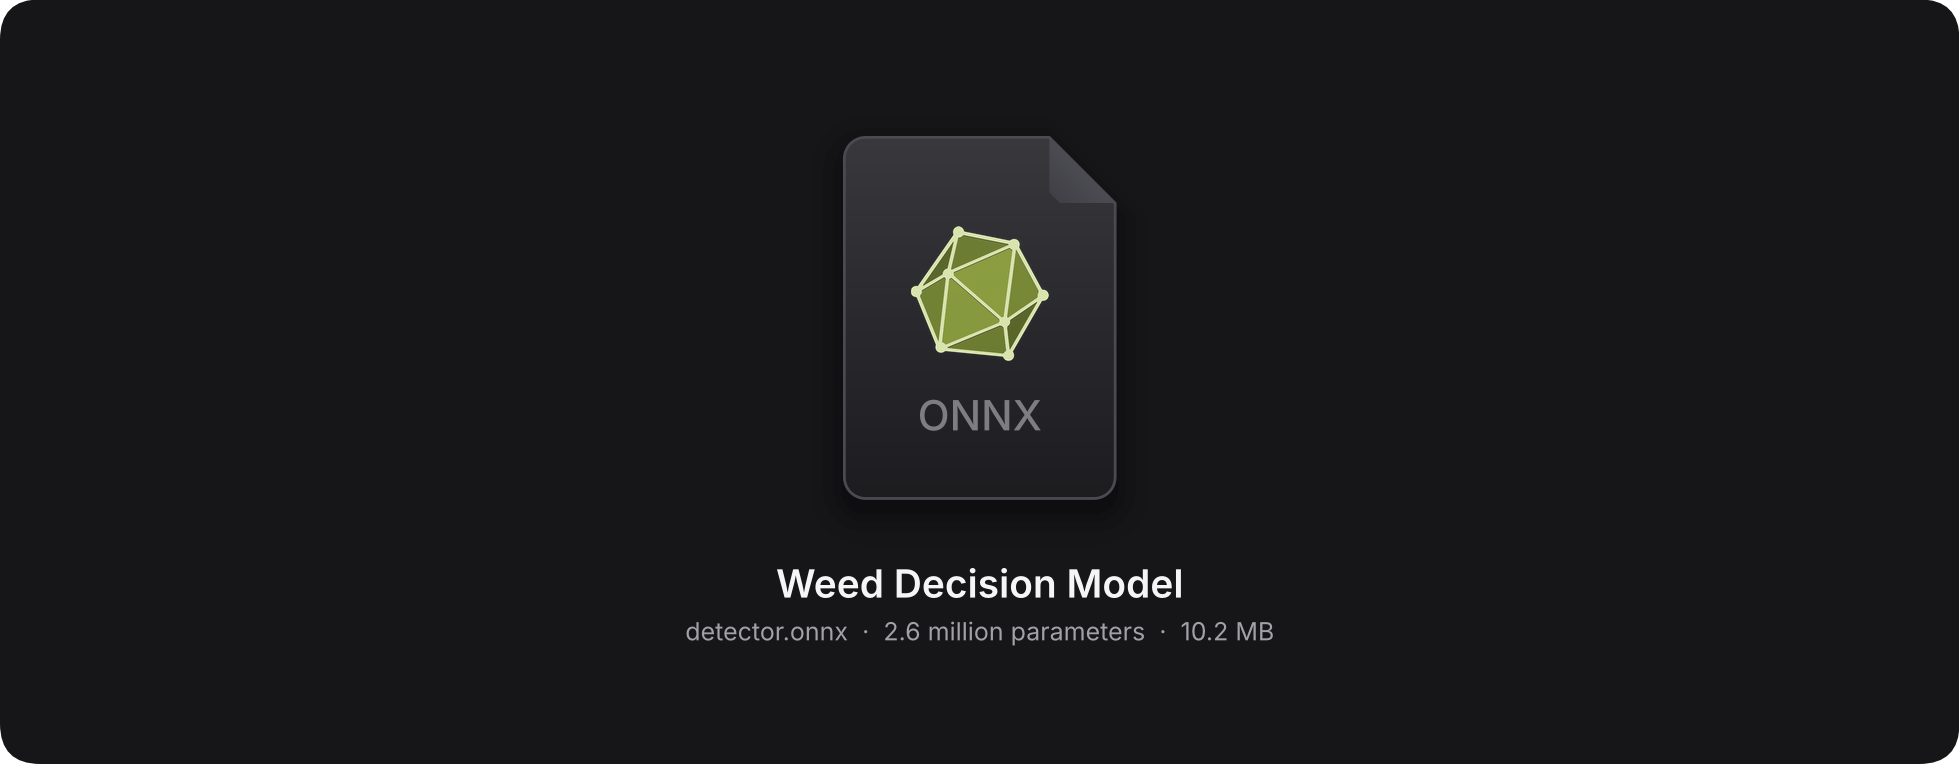 ONNX
Weed Decision Model
detector.onnx · 2.6 million parameters · 10.2 MB